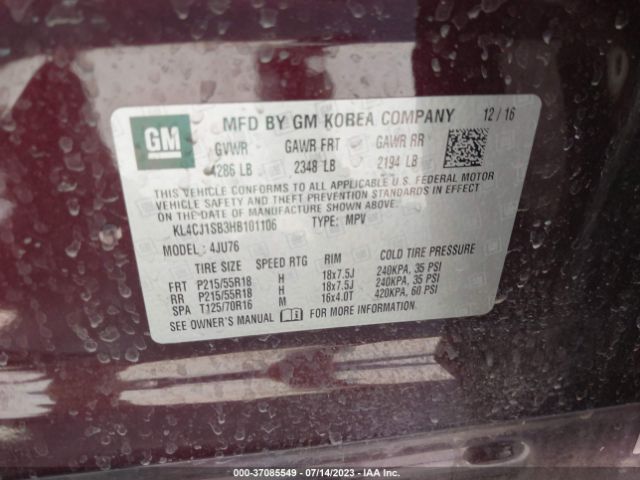 GM
MFD BY GM KOREA COMPANY 12/16
GVWR GAWR FRT GAWR RR
4286 LB 2348 LB 2194 LB
THIS VEHICLE CONFORMS TO ALL APPLICABLE U.S. FEDERAL MOTOR
VEHICLE SAFETY, BUMPER, AND THEFT PREVENTION STANDARDS IN EFFECT
ON THE DATE OF MANUFACTURE SHOWN ABOVE.
KL4CJ1SB3HB101106 TYPE: MPV
MODEL: 4JU76
TIRE SIZE SPEED RTG RIM COLD TIRE PRESSURE
FRT P215/55R18 H 18x7.5J 240KPA, 35 PSI
RR P215/55R18 H 18x7.5J 240KPA, 35 PSI
SPA T125/70R16 M 16x4.0T 420KPA, 60 PSI
SEE OWNER'S MANUAL FOR MORE INFORMATION.
000-37085549 - 07/14/2023 - IAA Inc.